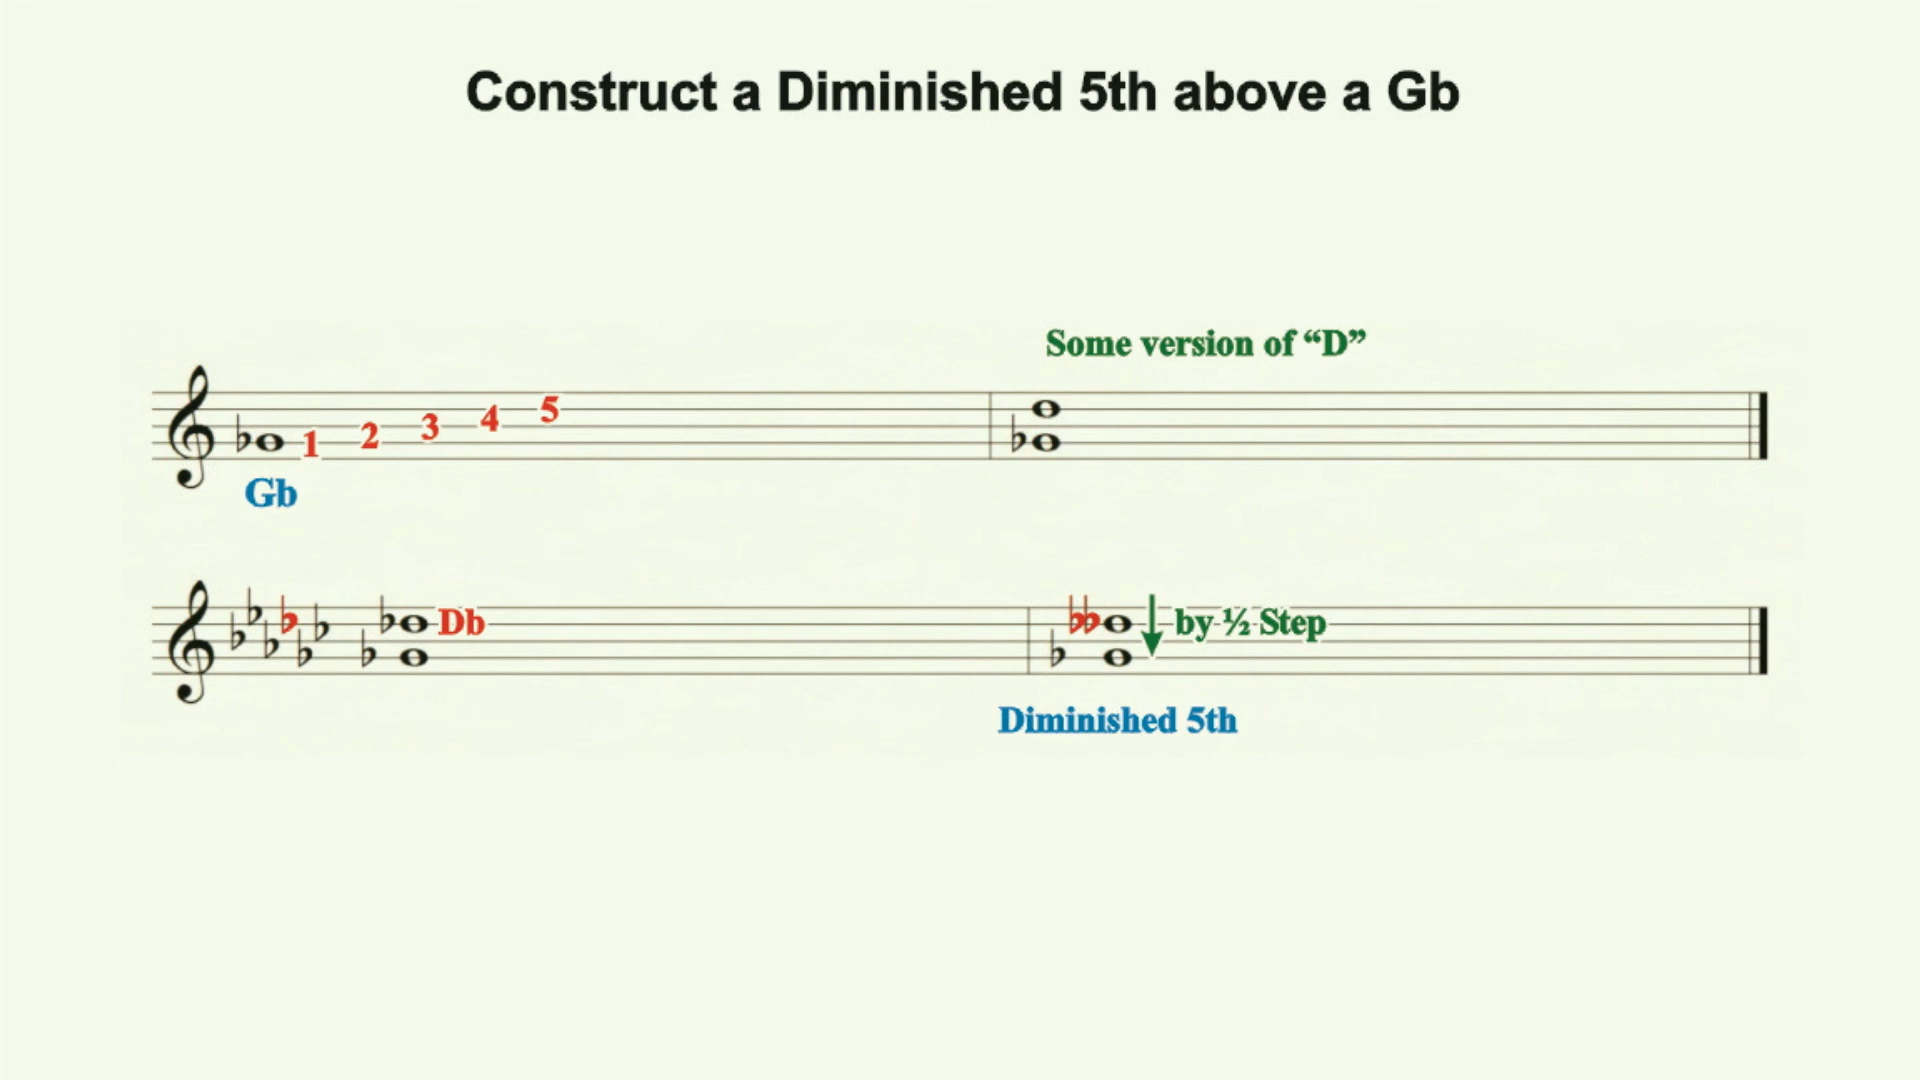 Construct a Diminished 5th above a Gb
Some version of “D”
1 2 3 4 5
Gb
Db
by ½ Step
Diminished 5th